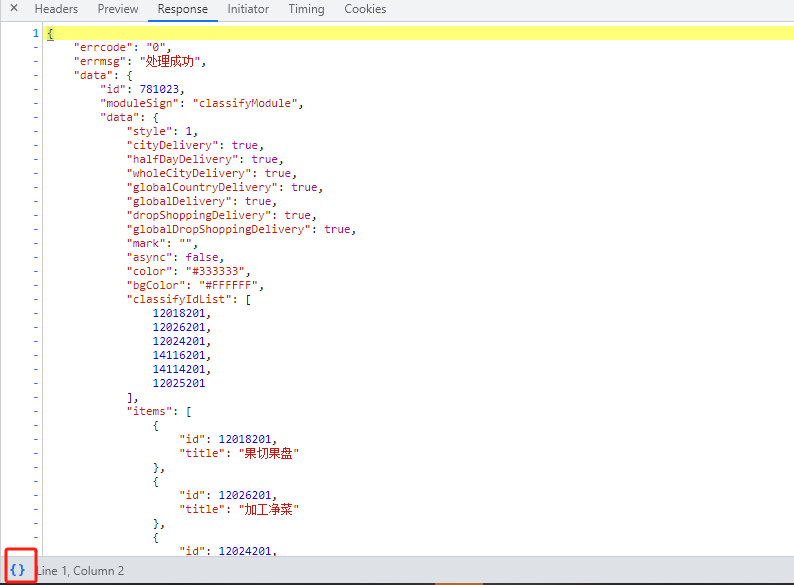 × Headers Preview Response Initiator Timing Cookies
1 {
- "errcode": "0",
- "errmsg": "处理成功",
- "data": {
- "id": 781023,
- "moduleSign": "classifyModule",
- "data": {
- "style": 1,
- "cityDelivery": true,
- "halfDayDelivery": true,
- "wholeCityDelivery": true,
- "globalCountryDelivery": true,
- "globalDelivery": true,
- "dropShoppingDelivery": true,
- "globalDropShoppingDelivery": true,
- "mark": "",
- "async": false,
- "color": "#333333",
- "bgColor": "#FFFFFF",
- "classifyIdList": [
- 12018201,
- 12026201,
- 12024201,
- 14116201,
- 14114201,
- 12025201
- ],
- "items": [
- {
- "id": 12018201,
- "title": "果切果盘"
- },
- {
- "id": 12026201,
- "title": "加工净菜"
- },
- {
- "id": 12024201,
{} Line 1, Column 2